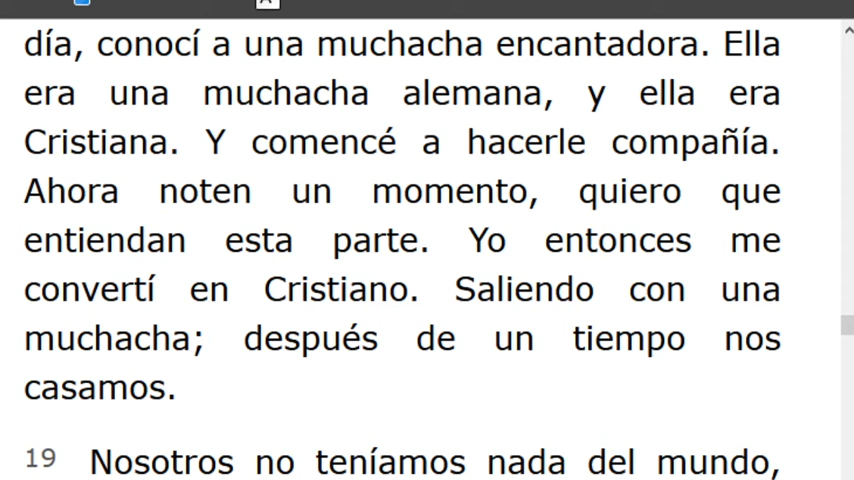 día, conocí a una muchacha encantadora. Ella
era una muchacha alemana, y ella era
Cristiana. Y comencé a hacerle compañía.
Ahora noten un momento, quiero que
entiendan esta parte. Yo entonces me
convertí en Cristiano. Saliendo con una
muchacha; después de un tiempo nos
casamos.
19 Nosotros no teníamos nada del mundo,